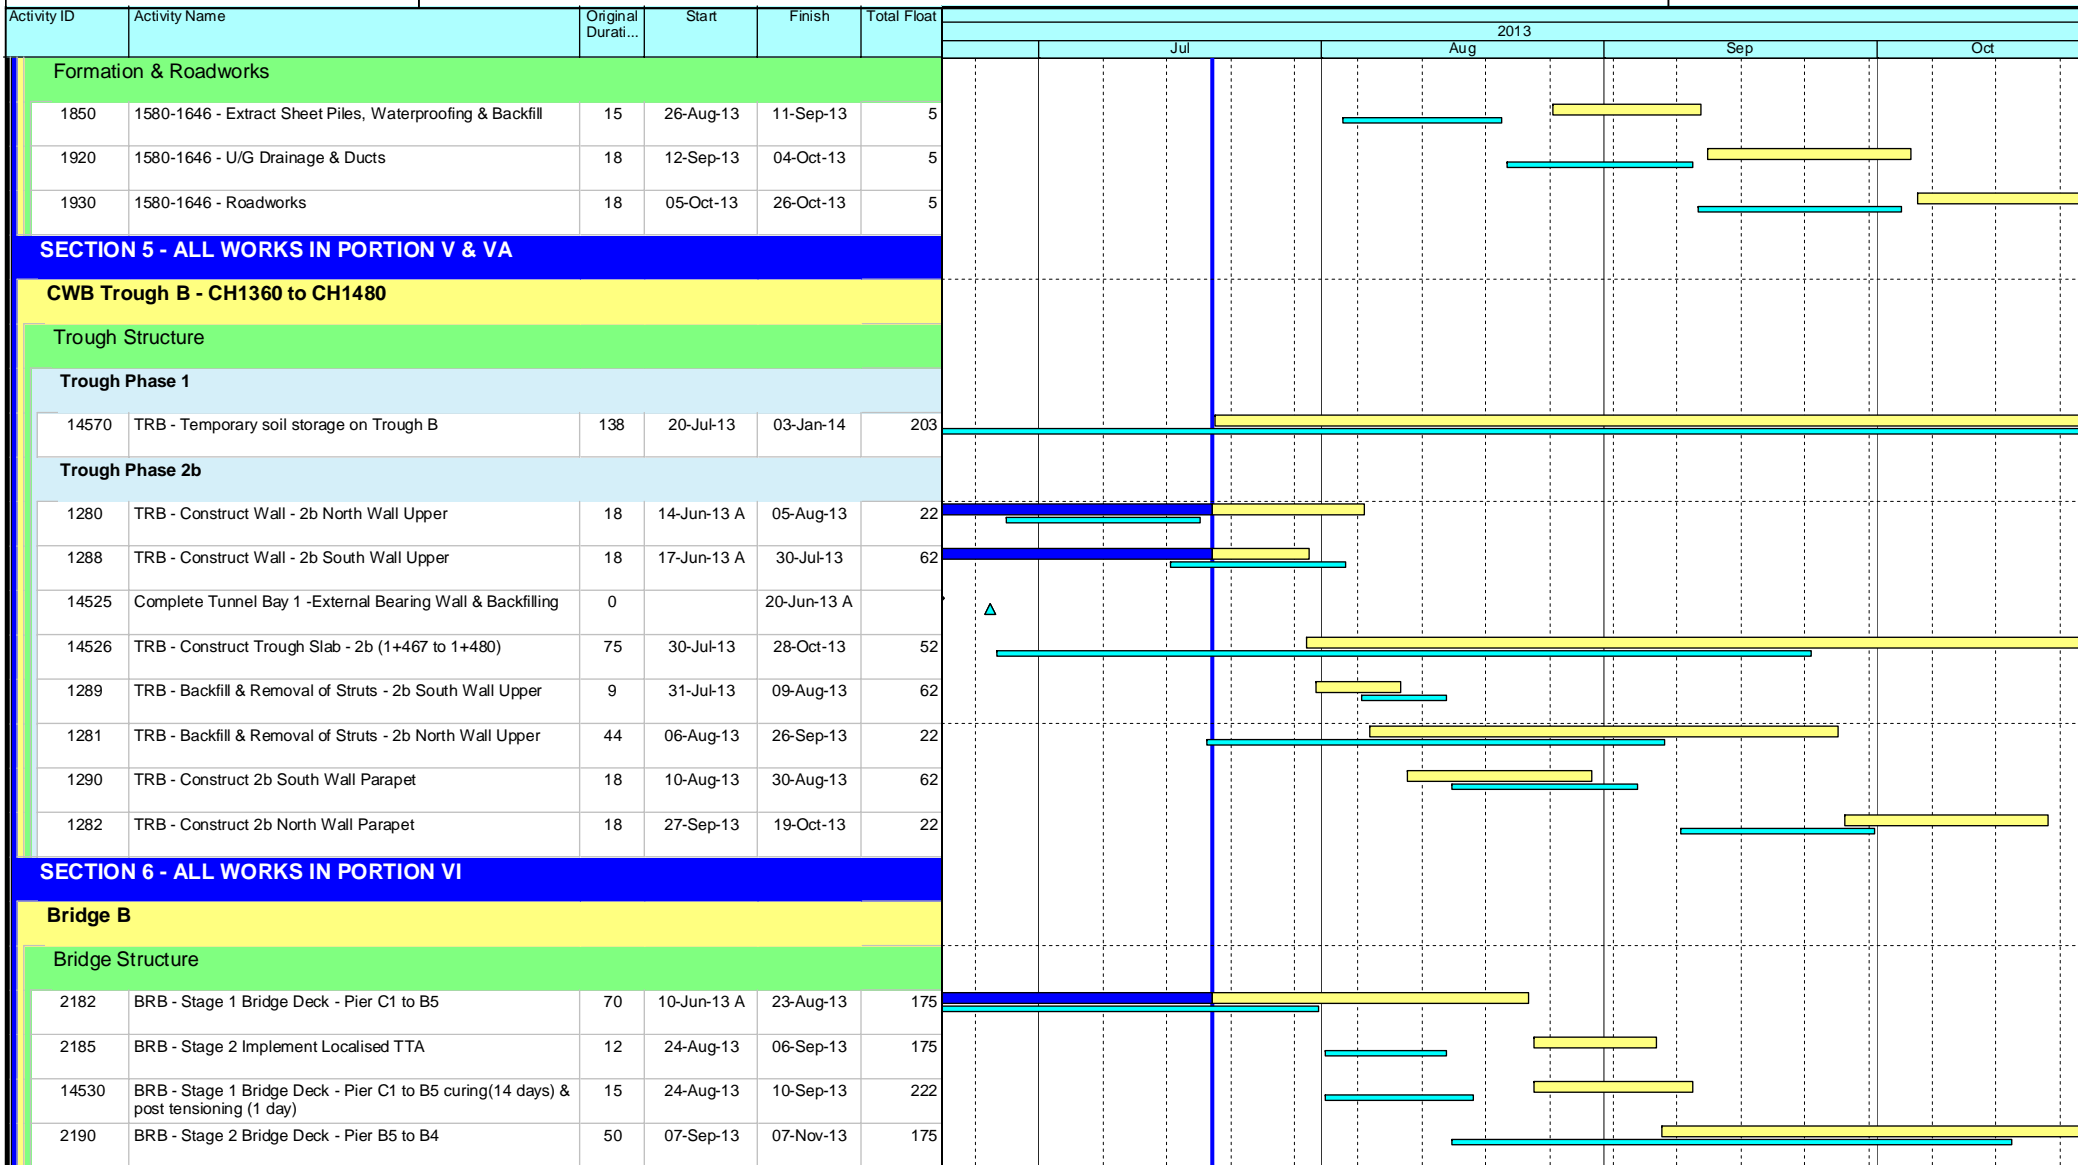 Activity ID Activity Name Original Durati... Start Finish Total Float
2013
Jul Aug Sep Oct
Formation & Roadworks
1850 1580-1646 - Extract Sheet Piles, Waterproofing & Backfill 15 26-Aug-13 11-Sep-13 5
1920 1580-1646 - U/G Drainage & Ducts 18 12-Sep-13 04-Oct-13 5
1930 1580-1646 - Roadworks 18 05-Oct-13 26-Oct-13 5
SECTION 5 - ALL WORKS IN PORTION V & VA
CWB Trough B - CH1360 to CH1480
Trough Structure
Trough Phase 1
14570 TRB - Temporary soil storage on Trough B 138 20-Jul-13 03-Jan-14 203
Trough Phase 2b
1280 TRB - Construct Wall - 2b North Wall Upper 18 14-Jun-13 A 05-Aug-13 22
1288 TRB - Construct Wall - 2b South Wall Upper 18 17-Jun-13 A 30-Jul-13 62
14525 Complete Tunnel Bay 1 -External Bearing Wall & Backfilling 0 20-Jun-13 A
14526 TRB - Construct Trough Slab - 2b (1+467 to 1+480) 75 30-Jul-13 28-Oct-13 52
1289 TRB - Backfill & Removal of Struts - 2b South Wall Upper 9 31-Jul-13 09-Aug-13 62
1281 TRB - Backfill & Removal of Struts - 2b North Wall Upper 44 06-Aug-13 26-Sep-13 22
1290 TRB - Construct 2b South Wall Parapet 18 10-Aug-13 30-Aug-13 62
1282 TRB - Construct 2b North Wall Parapet 18 27-Sep-13 19-Oct-13 22
SECTION 6 - ALL WORKS IN PORTION VI
Bridge B
Bridge Structure
2182 BRB - Stage 1 Bridge Deck - Pier C1 to B5 70 10-Jun-13 A 23-Aug-13 175
2185 BRB - Stage 2 Implement Localised TTA 12 24-Aug-13 06-Sep-13 175
14530 BRB - Stage 1 Bridge Deck - Pier C1 to B5 curing(14 days) & 15 24-Aug-13 10-Sep-13 222
post tensioning (1 day)
2190 BRB - Stage 2 Bridge Deck - Pier B5 to B4 50 07-Sep-13 07-Nov-13 175